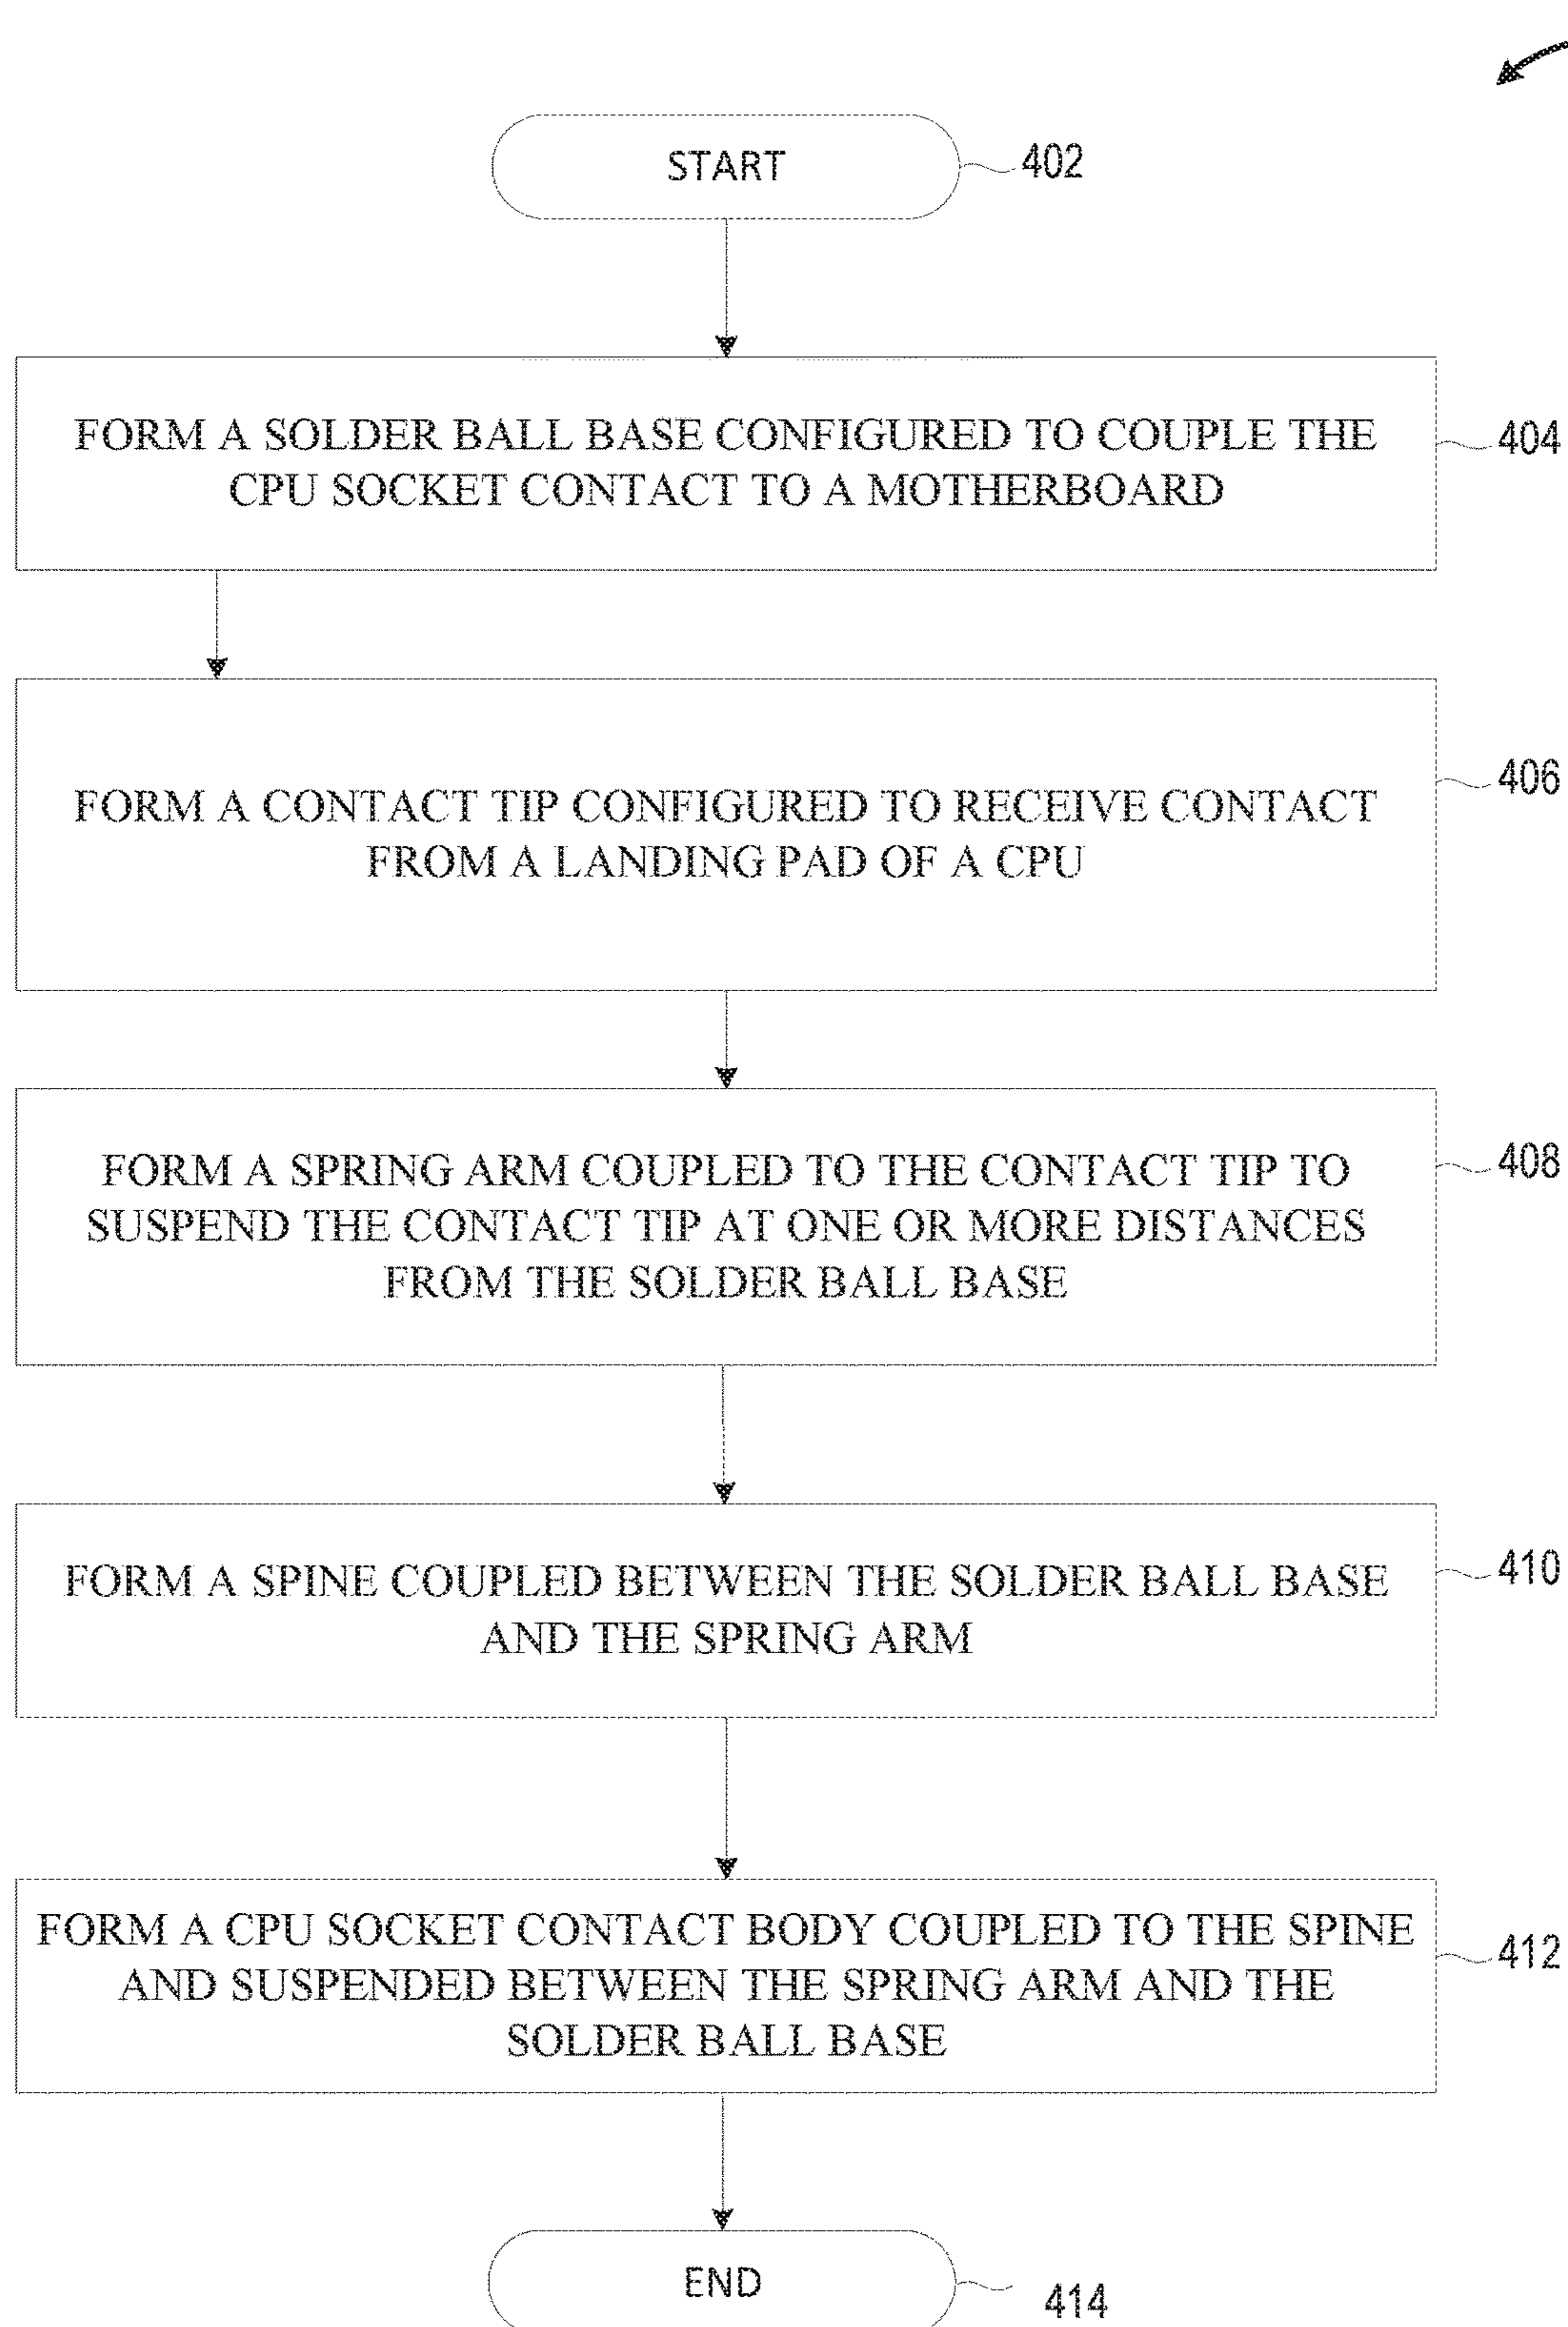 START
402
FORM A SOLDER BALL BASE CONFIGURED TO COUPLE THE
CPU SOCKET CONTACT TO A MOTHERBOARD
404
FORM A CONTACT TIP CONFIGURED TO RECEIVE CONTACT
FROM A LANDING PAD OF A CPU
406
FORM A SPRING ARM COUPLED TO THE CONTACT TIP TO
SUSPEND THE CONTACT TIP AT ONE OR MORE DISTANCES
FROM THE SOLDER BALL BASE
408
FORM A SPINE COUPLED BETWEEN THE SOLDER BALL BASE
AND THE SPRING ARM
410
FORM A CPU SOCKET CONTACT BODY COUPLED TO THE SPINE
AND SUSPENDED BETWEEN THE SPRING ARM AND THE
SOLDER BALL BASE
412
END
414